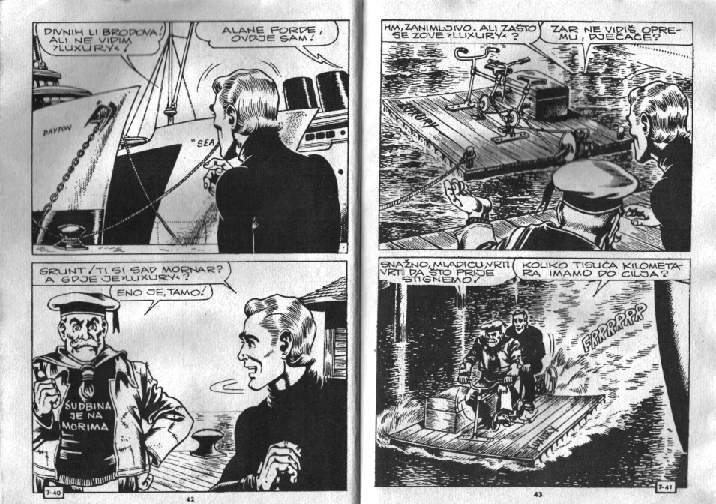 DIVNIH LI BRODOVA!
ALI NE VIDIM
>LUXURY<!
ALANE FORDE,
OVDJE SAM!
DAYTON
"SEA
GRUNT! TI SI SAD MORNAR?
A GDJE JE >LUXURY<?
ENO JE, TAMO!
SUDBINA
JE NA
MORIMA
7-40
42
HM, ZANIMLJIVO. ALI ZAŠTO
SE ZOVE >LUXURY<?
ZAR NE VIDIŠ OPRE-
MU, DJEČAČE?
SNAŽNO, MLADIĆU, VRTI
VRTI DA ŠTO PRIJE
STIGNEMO!
KOLIKO TISUĆA KILOMETA-
RA IMAMO DO CILJA?
FRRRRRRR
43
7-41